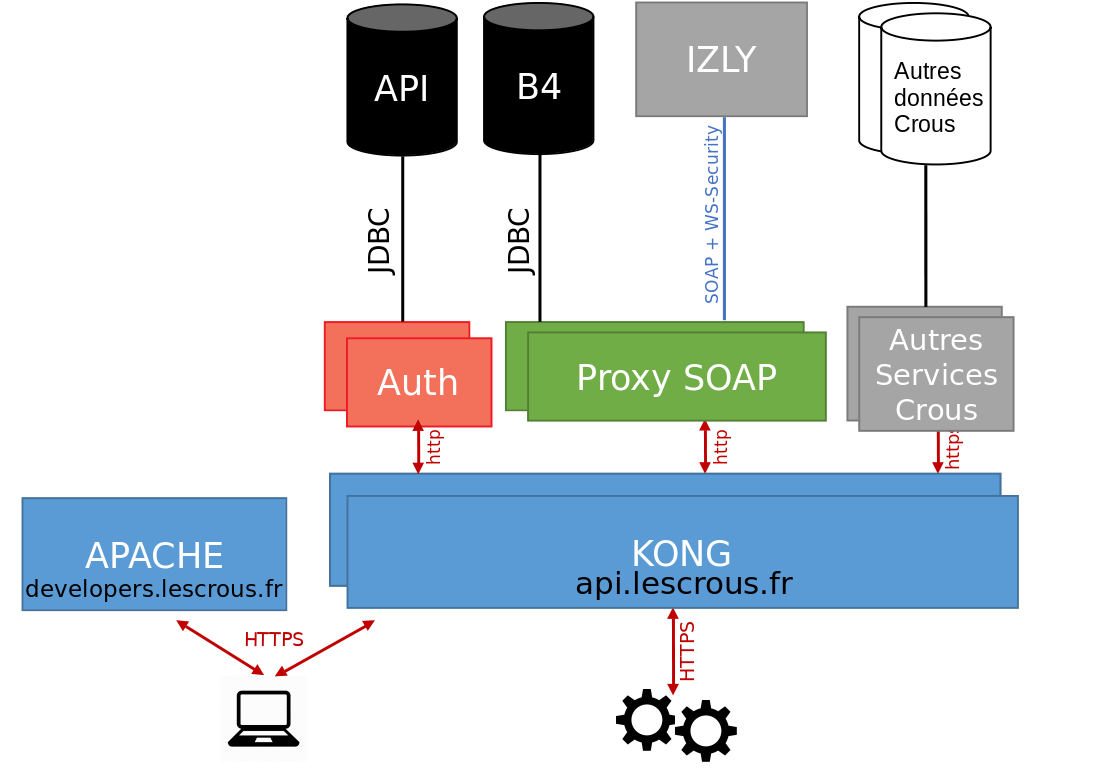 API
B4
IZLY
Autres
données
Crous
JDBC
JDBC
SOAP + WS-Security
Auth
Proxy SOAP
Autres
Services
Crous
http
http
https
APACHE
developers.lescrous.fr
KONG
api.lescrous.fr
HTTPS
HTTPS